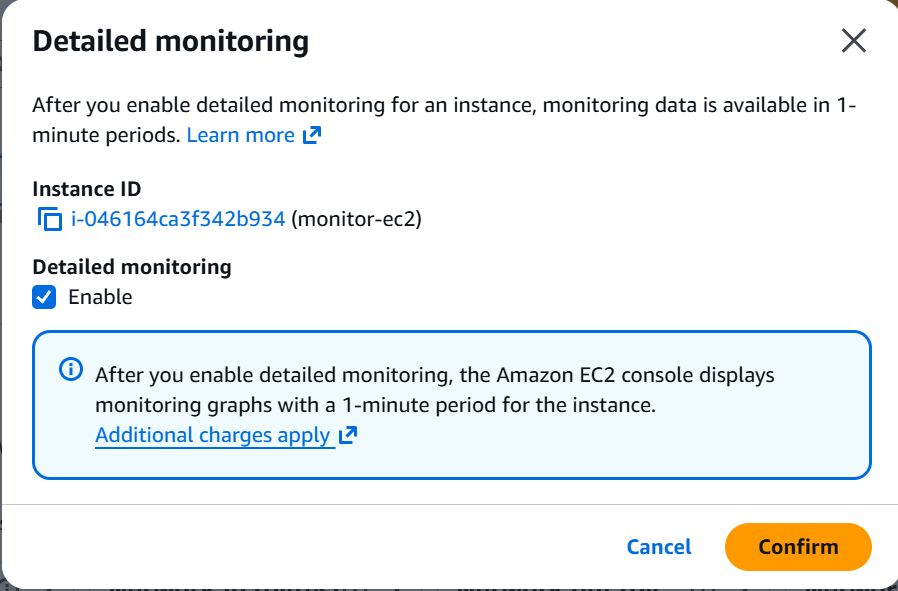 Detailed monitoring
After you enable detailed monitoring for an instance, monitoring data is available in 1-
minute periods. Learn more
Instance ID
i-046164ca3f342b934 (monitor-ec2)
Detailed monitoring
Enable
After you enable detailed monitoring, the Amazon EC2 console displays
monitoring graphs with a 1-minute period for the instance.
Additional charges apply
Cancel
Confirm